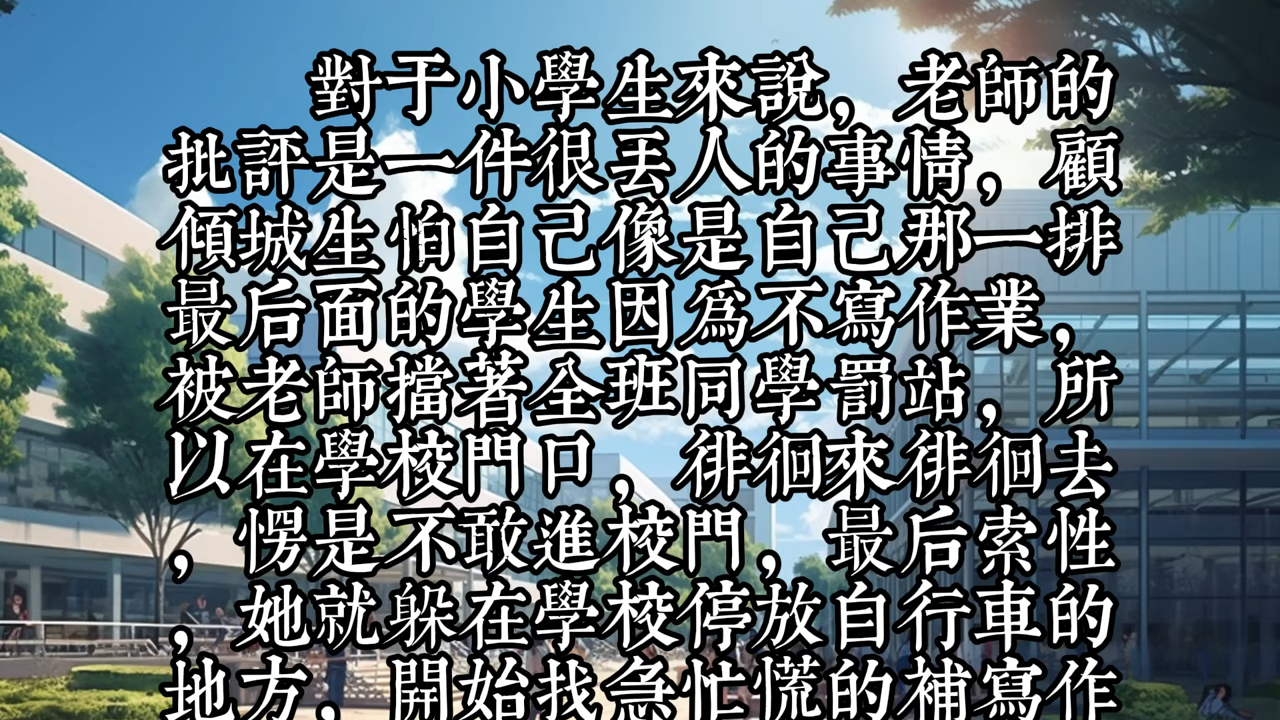 對于小學生來說，老師的
批評是一件很丟人的事情，顧
傾城生怕自己像是自己那一排
最后面的學生因爲不寫作業，
被老師擋著全班同學罰站，所
以在學校門口，徘徊來徘徊去
，愣是不敢進校門，最后索性
，她就躲在學校停放自行車的
地方，開始找急忙慌的補寫作